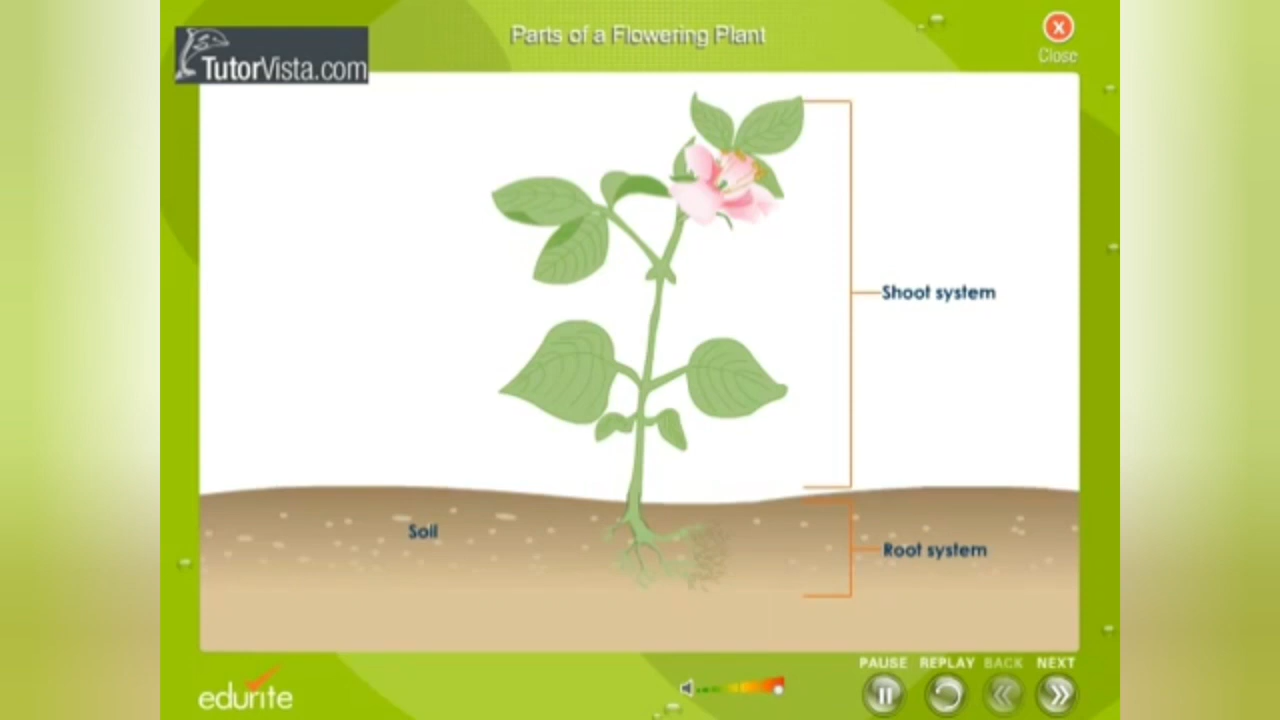 Parts of a Flowering Plant
Close
TutorVista.com
Shoot system
Soil
Root system
PAUSE REPLAY BACK NEXT
edurite